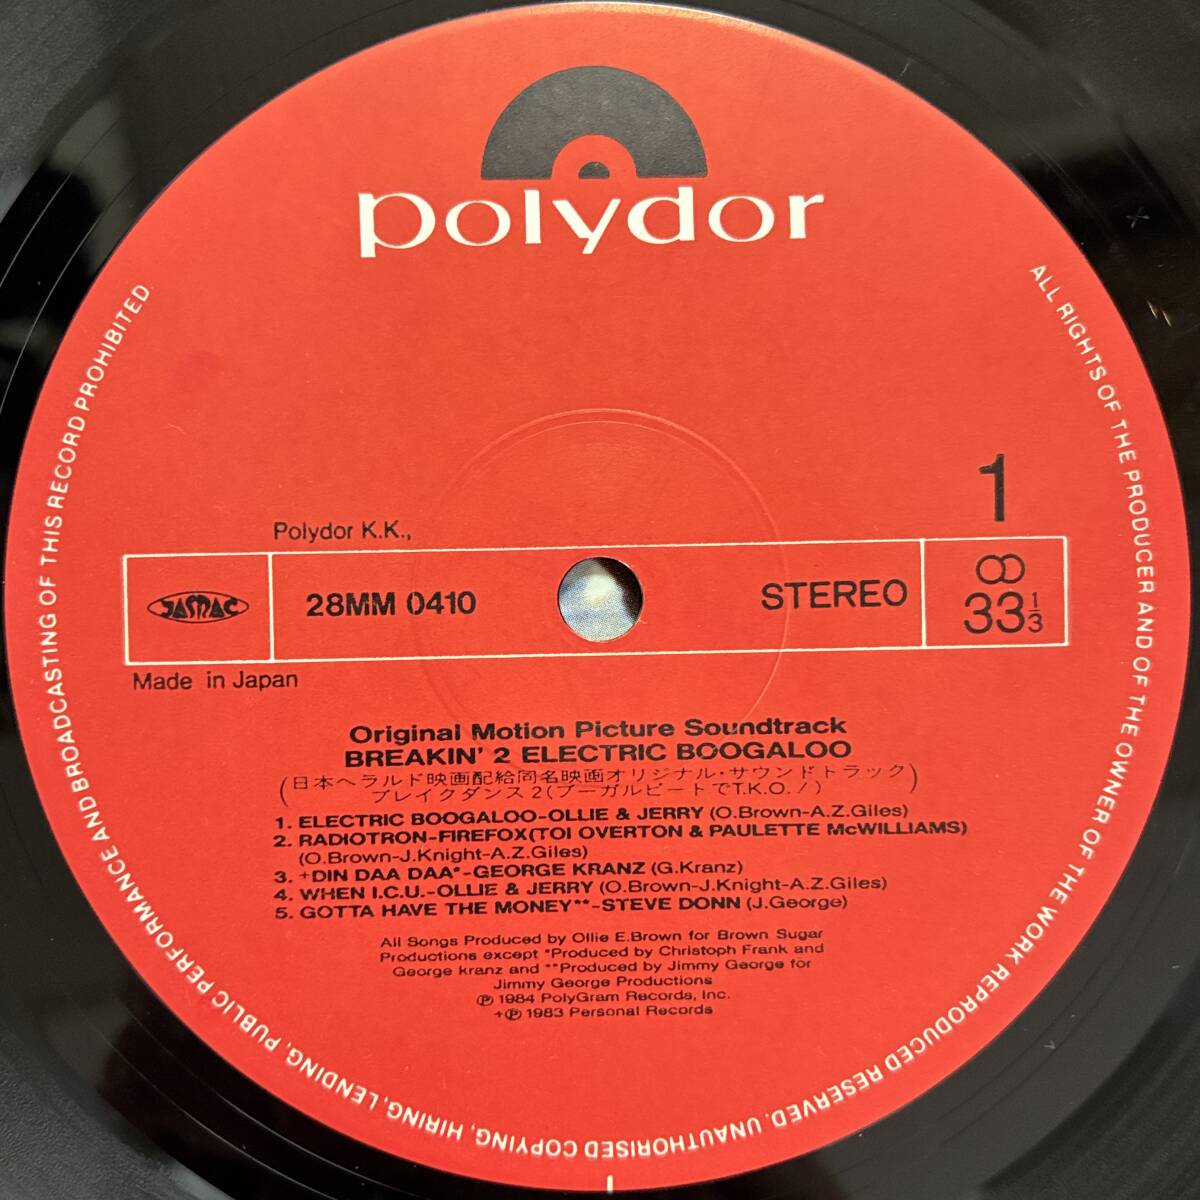 polydor
ALL RIGHTS OF THE PRODUCER AND OF THE OWNER OF THE WORK REPRODUCED RESERVED. UNAUTHORISED COPYING, HIRING, LENDING, PUBLIC PERFORMANCE AND BROADCASTING OF THIS RECORD PROHIBITED.
1
Polydor K.K.,
JASRAC
28MM 0410
STEREO
33 1/3
Made in Japan
Original Motion Picture Soundtrack
BREAKIN' 2 ELECTRIC BOOGALOO
(日本ヘラルド映画配給同名映画オリジナル・サウンドトラック
ブレイクダンス2(ブーガルビートでT.K.O.!))
1. ELECTRIC BOOGALOO-OLLIE & JERRY (O.Brown-A.Z.Giles)
2. RADIOTRON-FIREFOX(TOI OVERTON & PAULETTE McWILLIAMS)
(O.Brown-J.Knight-A.Z.Giles)
3. +DIN DAA DAA*-GEORGE KRANZ (G.Kranz)
4. WHEN I.C.U.-OLLIE & JERRY (O.Brown-J.Knight-A.Z.Giles)
5. GOTTA HAVE THE MONEY**-STEVE DONN (J.George)
All Songs Produced by Ollie E.Brown for Brown Sugar
Productions except *Produced by Christoph Frank and
George kranz and **Produced by Jimmy George for
Jimmy George Productions
℗ 1984 PolyGram Records, Inc.
+℗ 1983 Personal Records